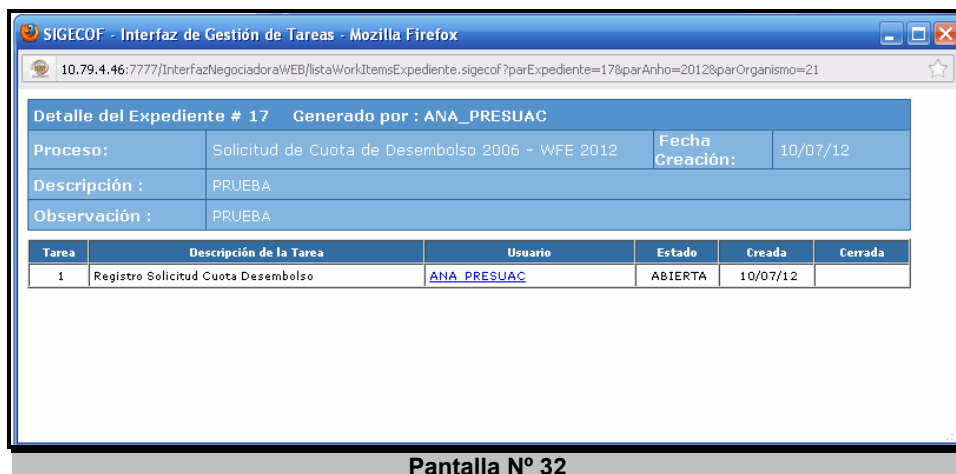 SIGECOF - Interfaz de Gestión de Tareas - Mozilla Firefox
10.79.4.46:7777/InterfazNegociadoraWEB/listaWorkItemsExpediente.sigecof?parExpediente=17&parAnho=2012&parOrganismo=21
Detalle del Expediente # 17 Generado por : ANA_PRESUAC
Proceso: Solicitud de Cuota de Desembolso 2006 - WFE 2012 Fecha Creación: 10/07/12
Descripción : PRUEBA
Observación : PRUEBA
Tarea Descripción de la Tarea Usuario Estado Creada Cerrada
1 Registro Solicitud Cuota Desembolso ANA_PRESUAC ABIERTA 10/07/12
Pantalla Nº 32